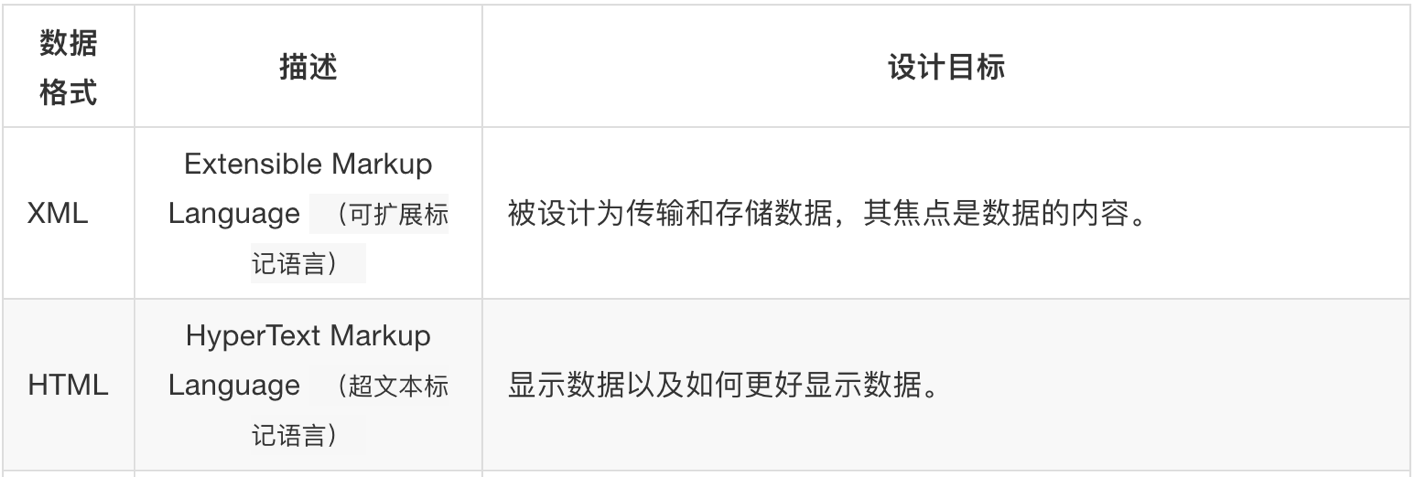 数据
格式
描述
设计目标
XML
Extensible Markup
Language （可扩展标
记语言）
被设计为传输和存储数据，其焦点是数据的内容。
HTML
HyperText Markup
Language （超文本标
记语言）
显示数据以及如何更好显示数据。